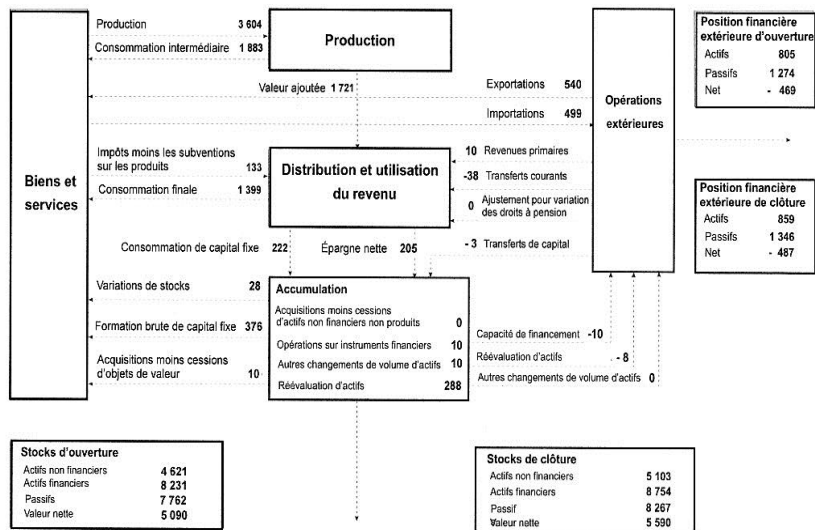 Production 3 604
Consommation intermédiaire 1 883
Production
Valeur ajoutée 1 721
Exportations 540
Importations 499
Opérations
extérieures
Position financière
extérieure d'ouverture
Actifs 805
Passifs 1 274
Net - 469
Biens et
services
Impôts moins les subventions
sur les produits 133
Consommation finale 1 399
Distribution et utilisation
du revenu
10 Revenues primaires
-38 Transferts courants
0 Ajustement pour variation
des droits à pension
Position financière
extérieure de clôture
Actifs 859
Passifs 1 346
Net - 487
Consommation de capital fixe 222
Épargne nette 205
- 3 Transferts de capital
Variations de stocks 28
Formation brute de capital fixe 376
Acquisitions moins cessions
d'objets de valeur 10
Accumulation
Acquisitions moins cessions
d'actifs non financiers non produits 0
Opérations sur instruments financiers 10
Autres changements de volume d'actifs 10
Réévaluation d'actifs 288
Capacité de financement -10
Réévaluation d'actifs - 8
Autres changements de volume d'actifs 0
Stocks d'ouverture
Actifs non financiers 4 621
Actifs financiers 8 231
Passifs 7 762
Valeur nette 5 090
Stocks de clôture
Actifs non financiers 5 103
Actifs financiers 8 754
Passif 8 267
Valeur nette 5 590